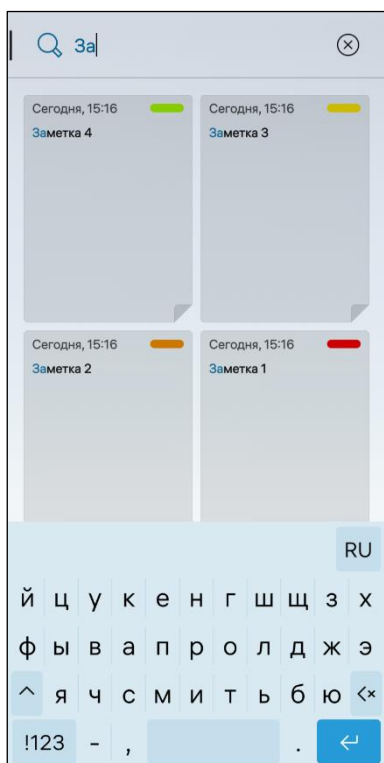 За
Сегодня, 15:16
Заметка 4
Сегодня, 15:16
Заметка 3
Сегодня, 15:16
Заметка 2
Сегодня, 15:16
Заметка 1
RU
й ц у к е н г ш щ з х
ф ы в а п р о л д ж э
я ч с м и т ь б ю
!123 - , .